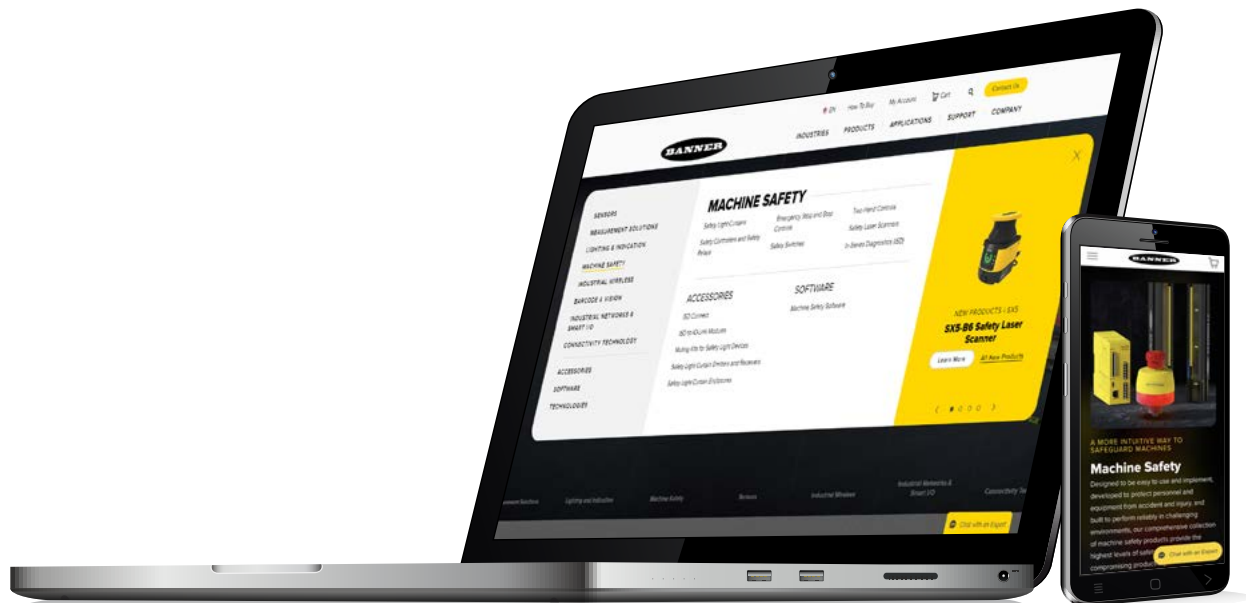 EN How To Buy My Account Cart Contact Us
BANNER
INDUSTRIES PRODUCTS APPLICATIONS SUPPORT COMPANY
SENSORS
MEASUREMENT SOLUTIONS
LIGHTING & INDICATION
MACHINE SAFETY
INDUSTRIAL WIRELESS
BARCODE & VISION
INDUSTRIAL NETWORKS &
SMART I/O
CONNECTIVITY TECHNOLOGY
ACCESSORIES
SOFTWARE
TECHNOLOGIES
MACHINE SAFETY
Safety Light Curtains
Safety Controllers and Safety
Relays
Emergency Stop and Stop
Controls
Safety Switches
Two-Hand Controls
Safety Laser Scanners
In-Series Diagnostics (ISD)
ACCESSORIES
ISD Connect
ISD to IO-Link Modules
Muting Kits for Safety Light Devices
Safety Light Curtain Emitters and Receivers
Safety Light Curtain Enclosures
SOFTWARE
Machine Safety Software
NEW PRODUCTS | SX5
SX5-B6 Safety Laser
Scanner
Learn More All New Products
Lighting and Indication Machine Safety Sensors Industrial Wireless Industrial Networks &
Smart I/O
Connectivity
Chat with an Expert
BANNER
A MORE INTUITIVE WAY TO
SAFEGUARD MACHINES
Machine Safety
Designed to be easy to use and implement,
developed to protect personnel and
equipment from accident and injury, and
built to perform reliably in challenging
environments, our comprehensive collection
of machine safety products provide the
highest levels of
compromising
Chat with an Expert